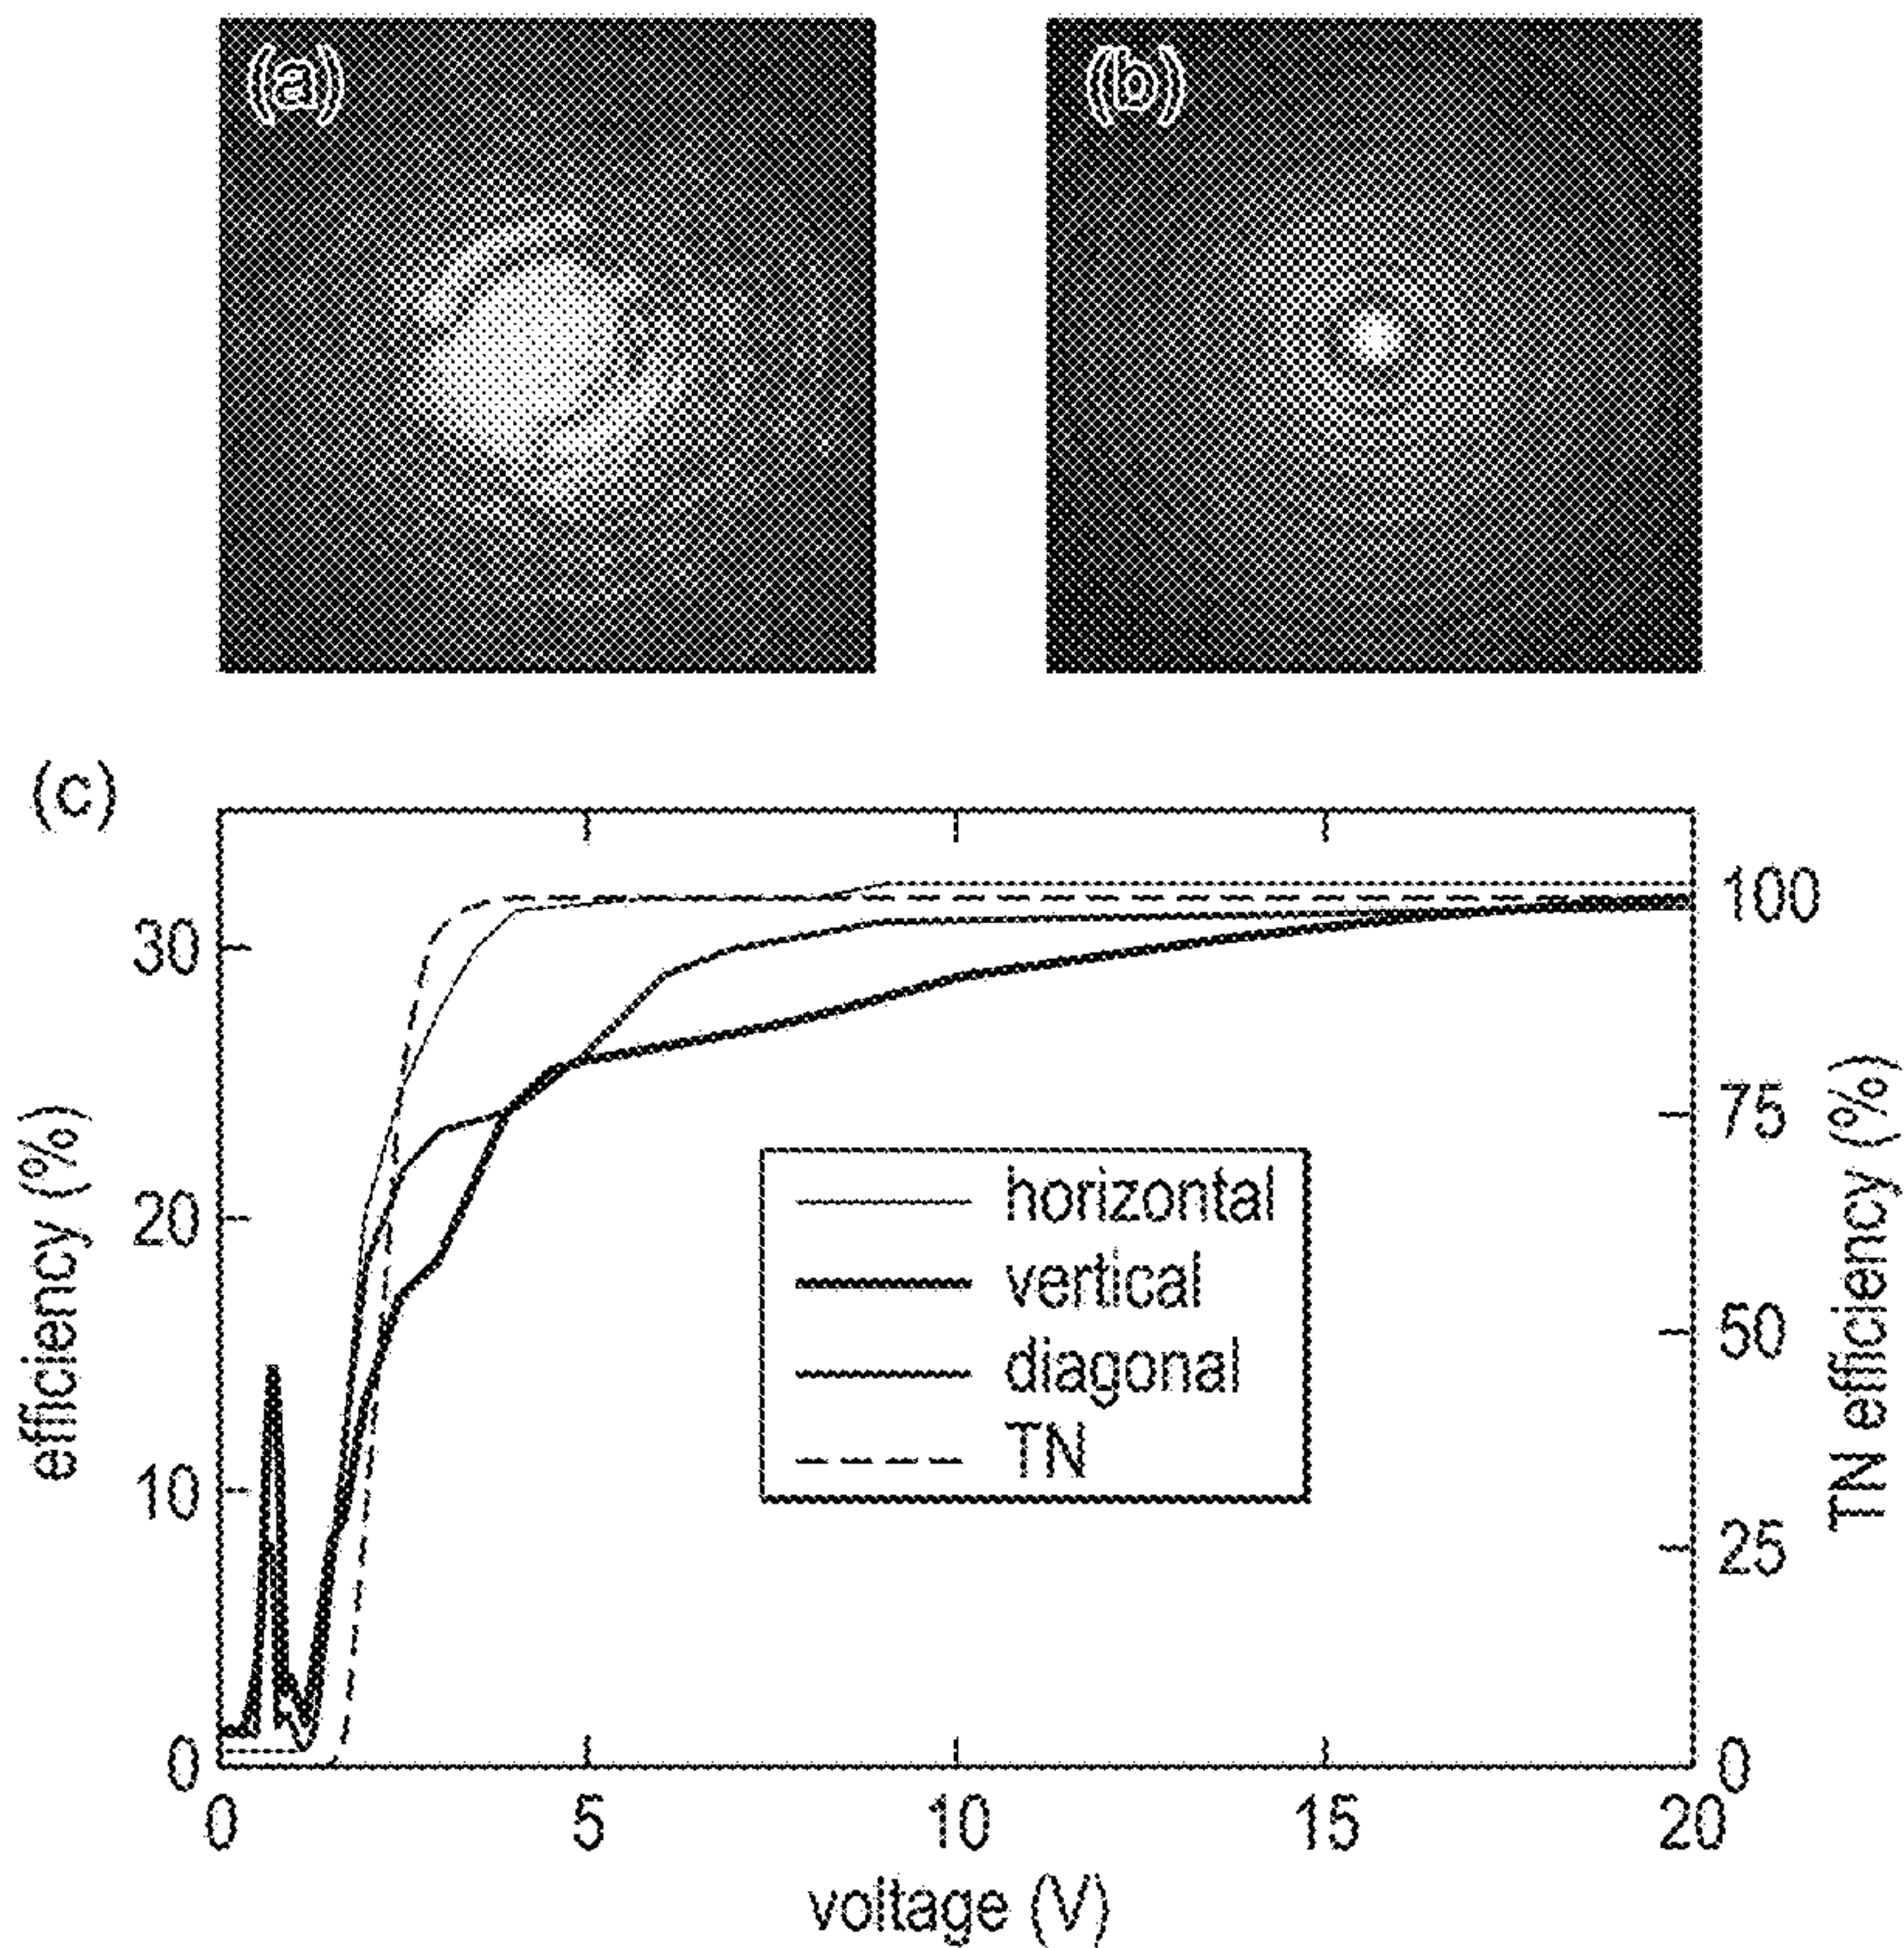 (a)
(b)
(c)
efficiency (%)
30
20
10
0
TN efficiency (%)
100
75
50
25
0
horizontal
vertical
diagonal
TN
0 5 10 15 20
voltage (V)